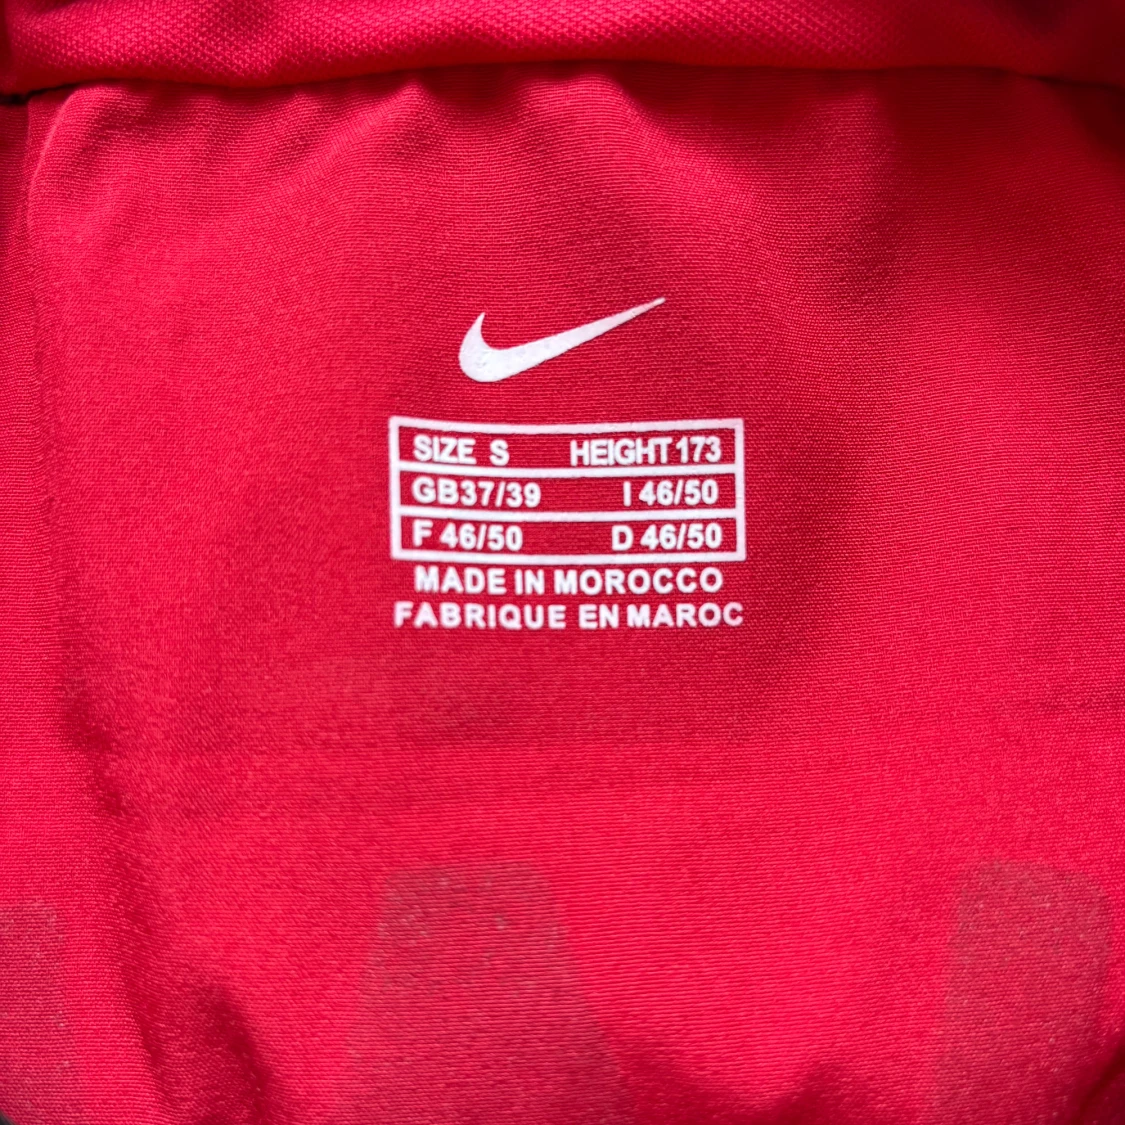 SIZE S HEIGHT 173
GB37/39 I 46/50
F 46/50 D 46/50
MADE IN MOROCCO
FABRIQUE EN MAROC